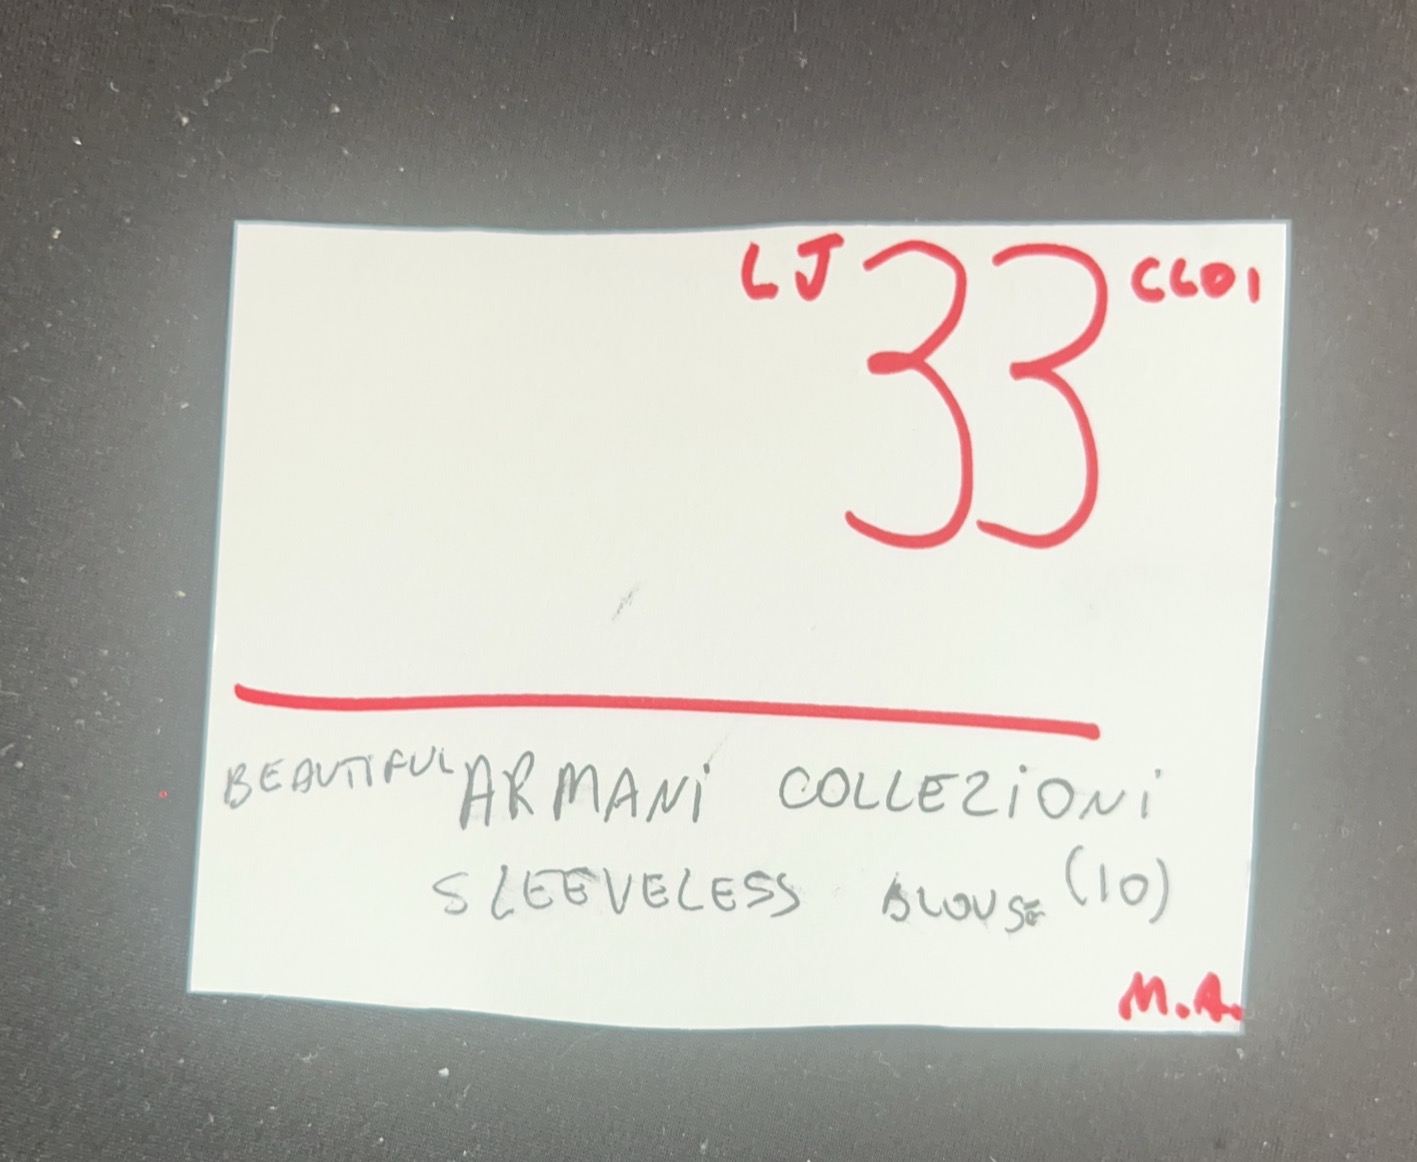 LJ 33 CL01
BEAUTIFUL ARMANi COLLEZiONi
SLEEVELESS BLOUSE (10)
M.A.